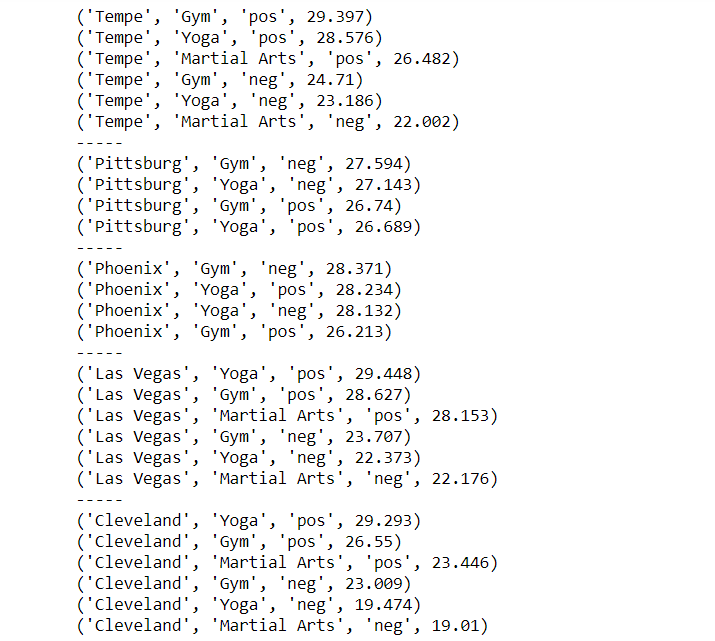 ('Tempe', 'Gym', 'pos', 29.397)
('Tempe', 'Yoga', 'pos', 28.576)
('Tempe', 'Martial Arts', 'pos', 26.482)
('Tempe', 'Gym', 'neg', 24.71)
('Tempe', 'Yoga', 'neg', 23.186)
('Tempe', 'Martial Arts', 'neg', 22.002)
-----
('Pittsburg', 'Gym', 'neg', 27.594)
('Pittsburg', 'Yoga', 'neg', 27.143)
('Pittsburg', 'Gym', 'pos', 26.74)
('Pittsburg', 'Yoga', 'pos', 26.689)
-----
('Phoenix', 'Gym', 'neg', 28.371)
('Phoenix', 'Yoga', 'pos', 28.234)
('Phoenix', 'Yoga', 'neg', 28.132)
('Phoenix', 'Gym', 'pos', 26.213)
-----
('Las Vegas', 'Yoga', 'pos', 29.448)
('Las Vegas', 'Gym', 'pos', 28.627)
('Las Vegas', 'Martial Arts', 'pos', 28.153)
('Las Vegas', 'Gym', 'neg', 23.707)
('Las Vegas', 'Yoga', 'neg', 22.373)
('Las Vegas', 'Martial Arts', 'neg', 22.176)
-----
('Cleveland', 'Yoga', 'pos', 29.293)
('Cleveland', 'Gym', 'pos', 26.55)
('Cleveland', 'Martial Arts', 'pos', 23.446)
('Cleveland', 'Gym', 'neg', 23.009)
('Cleveland', 'Yoga', 'neg', 19.474)
('Cleveland', 'Martial Arts', 'neg', 19.01)